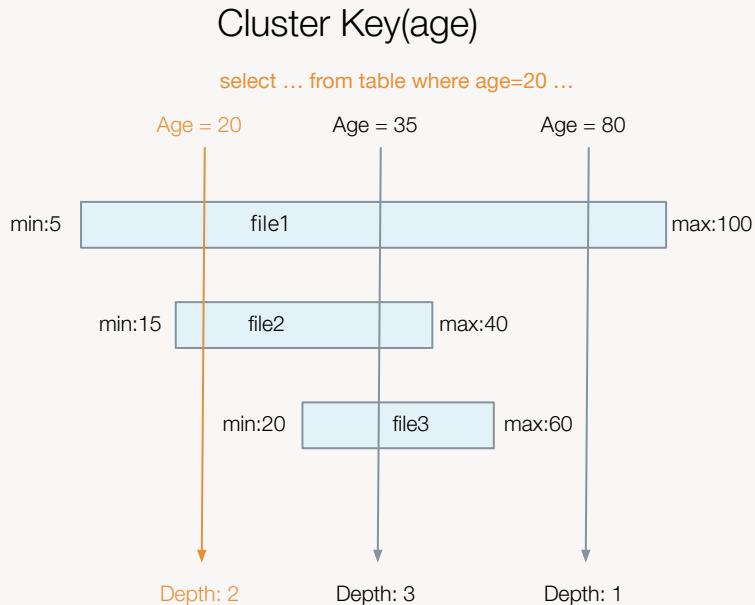 Cluster Key(age)
select … from table where age=20 …
Age = 20
Age = 35
Age = 80
min:5
file1
max:100
min:15
file2
max:40
min:20
file3
max:60
Depth: 2
Depth: 3
Depth: 1